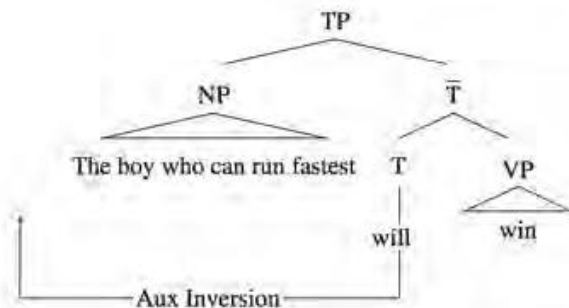 TP
NP T̅
The boy who can run fastest T VP
will win
Aux Inversion